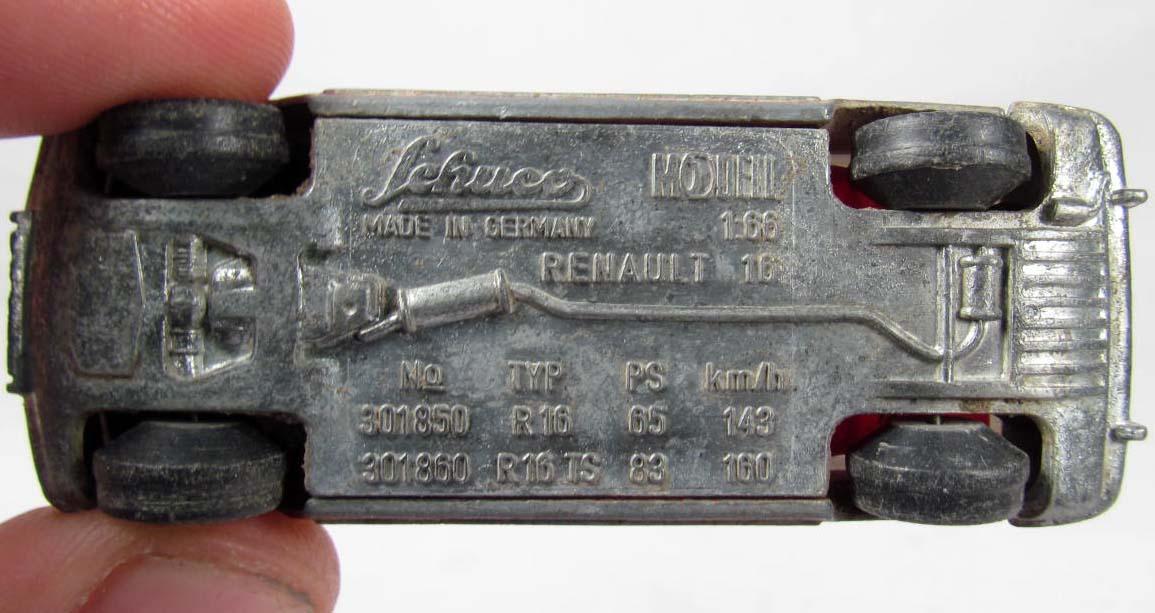 Schuco MODELL
MADE IN GERMANY 1:66
RENAULT 16
No TYP PS km/h
301850 R 16 65 143
301860 R 16 TS 83 160